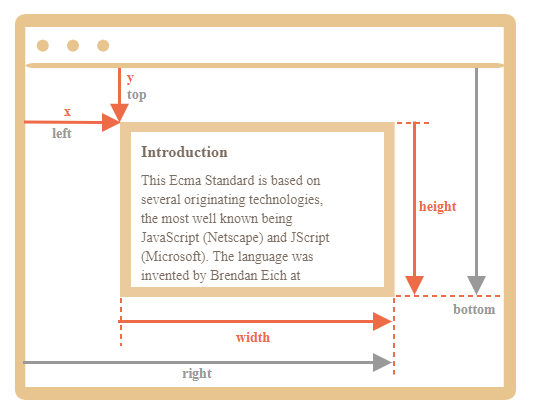 y
top
x
left
Introduction
This Ecma Standard is based on
several originating technologies,
the most well known being
JavaScript (Netscape) and JScript
(Microsoft). The language was
invented by Brendan Eich at
height
bottom
width
right